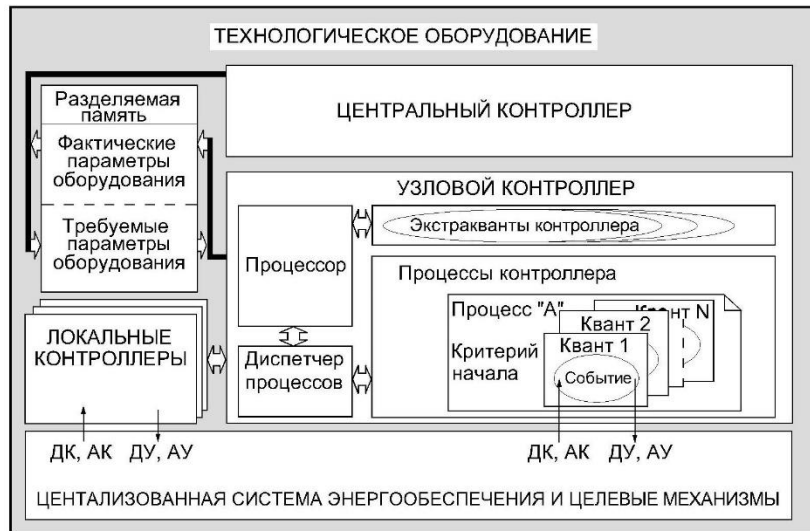 ТЕХНОЛОГИЧЕСКОЕ ОБОРУДОВАНИЕ
ЦЕНТРАЛЬНЫЙ КОНТРОЛЛЕР
Разделяемая
память
Фактические
параметры
оборудования
Требуемые
параметры
оборудования
УЗЛОВОЙ КОНТРОЛЛЕР
Процессор
Экстракванты контроллера
Процессы контроллера
Процесс "А"
Критерий
начала
Квант N
Квант 2
Квант 1
Событие
ЛОКАЛЬНЫЕ
КОНТРОЛЛЕРЫ
Диспетчер
процессов
ДК, АК
ДУ, АУ
ДК, АК
ДУ, АУ
ЦЕНТАЛИЗОВАННАЯ СИСТЕМА ЭНЕРГООБЕСПЕЧЕНИЯ И ЦЕЛЕВЫЕ МЕХАНИЗМЫ